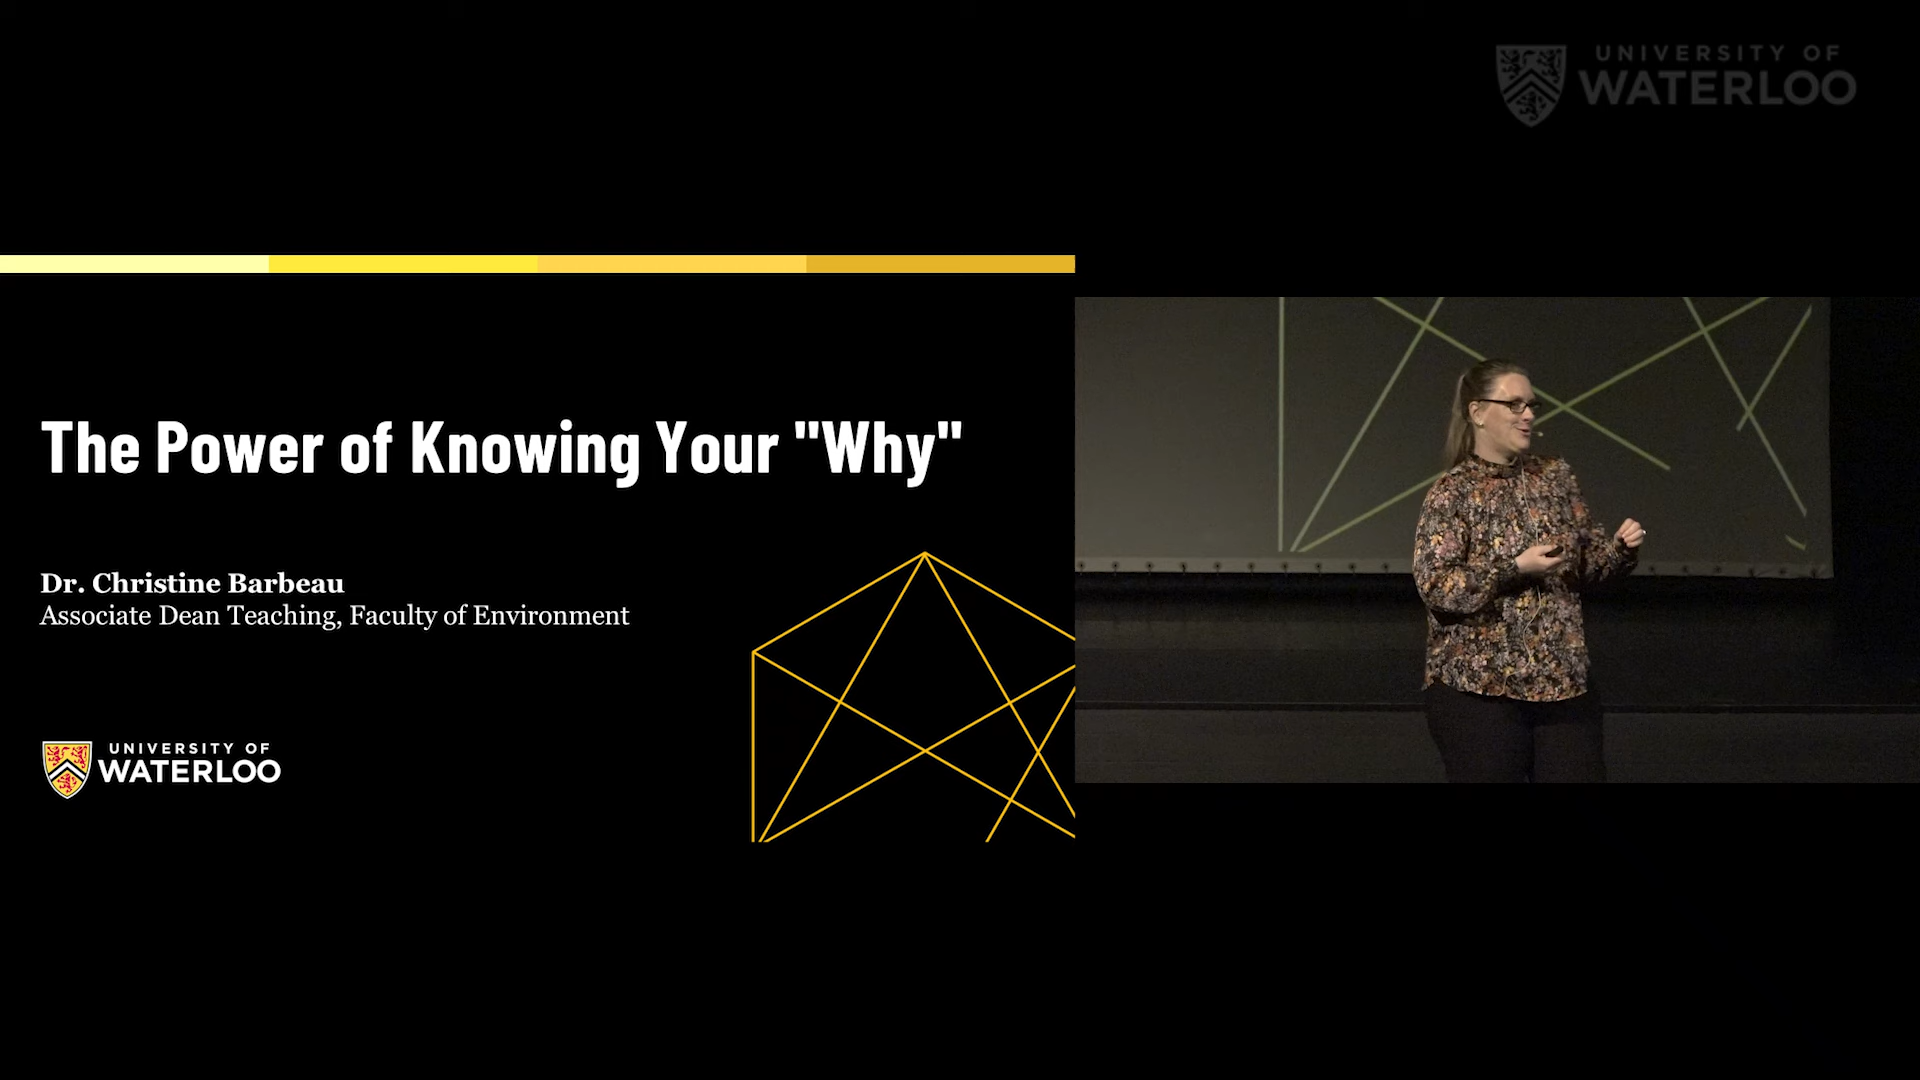 UNIVERSITY OF
WATERLOO
The Power of Knowing Your "Why"
Dr. Christine Barbeau
Associate Dean Teaching, Faculty of Environment
UNIVERSITY OF
WATERLOO